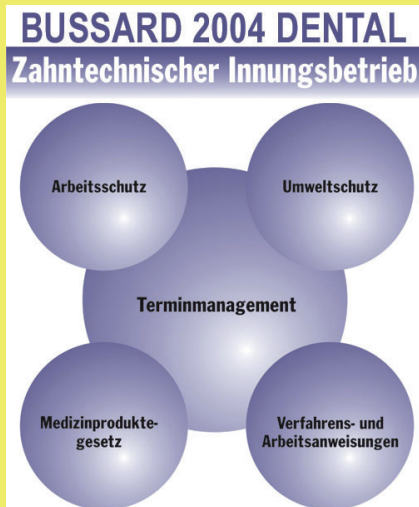 BUSSARD 2004 DENTAL
Zahntechnischer Innungsbetrieb
Arbeitsschutz
Umweltschutz
Terminmanagement
Medizinprodukte-
gesetz
Verfahrens- und
Arbeitsanweisungen